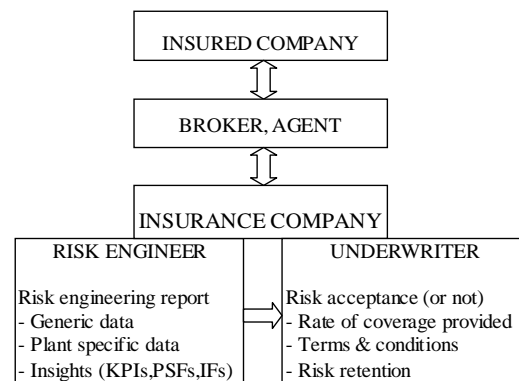 INSURED COMPANY
BROKER, AGENT
INSURANCE COMPANY
RISK ENGINEER
Risk engineering report
- Generic data
- Plant specific data
- Insights (KPIs,PSFs,IFs)
UNDERWRITER
Risk acceptance (or not)
- Rate of coverage provided
- Terms & conditions
- Risk retention